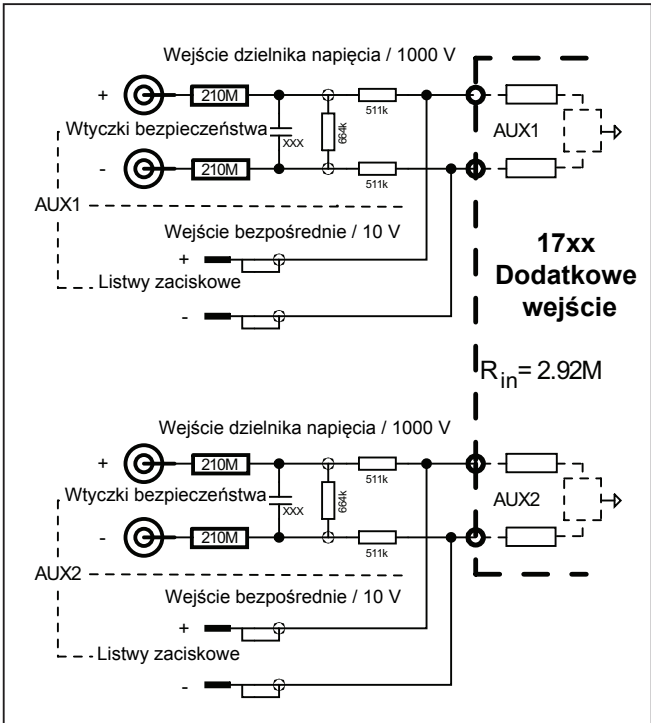 Wejście dzielnika napięcia / 1000 V
+
210M
511k
Wtyczki bezpieczeństwa
XXX
664k
AUX1
-
210M
511k
AUX1
Wejście bezpośrednie / 10 V
+
Listwy zaciskowe
-
17xx
Dodatkowe
wejście
R in = 2.92M
Wejście dzielnika napięcia / 1000 V
+
210M
511k
Wtyczki bezpieczeństwa
XXX
664k
AUX2
-
210M
511k
AUX2
Wejście bezpośrednie / 10 V
+
Listwy zaciskowe
-